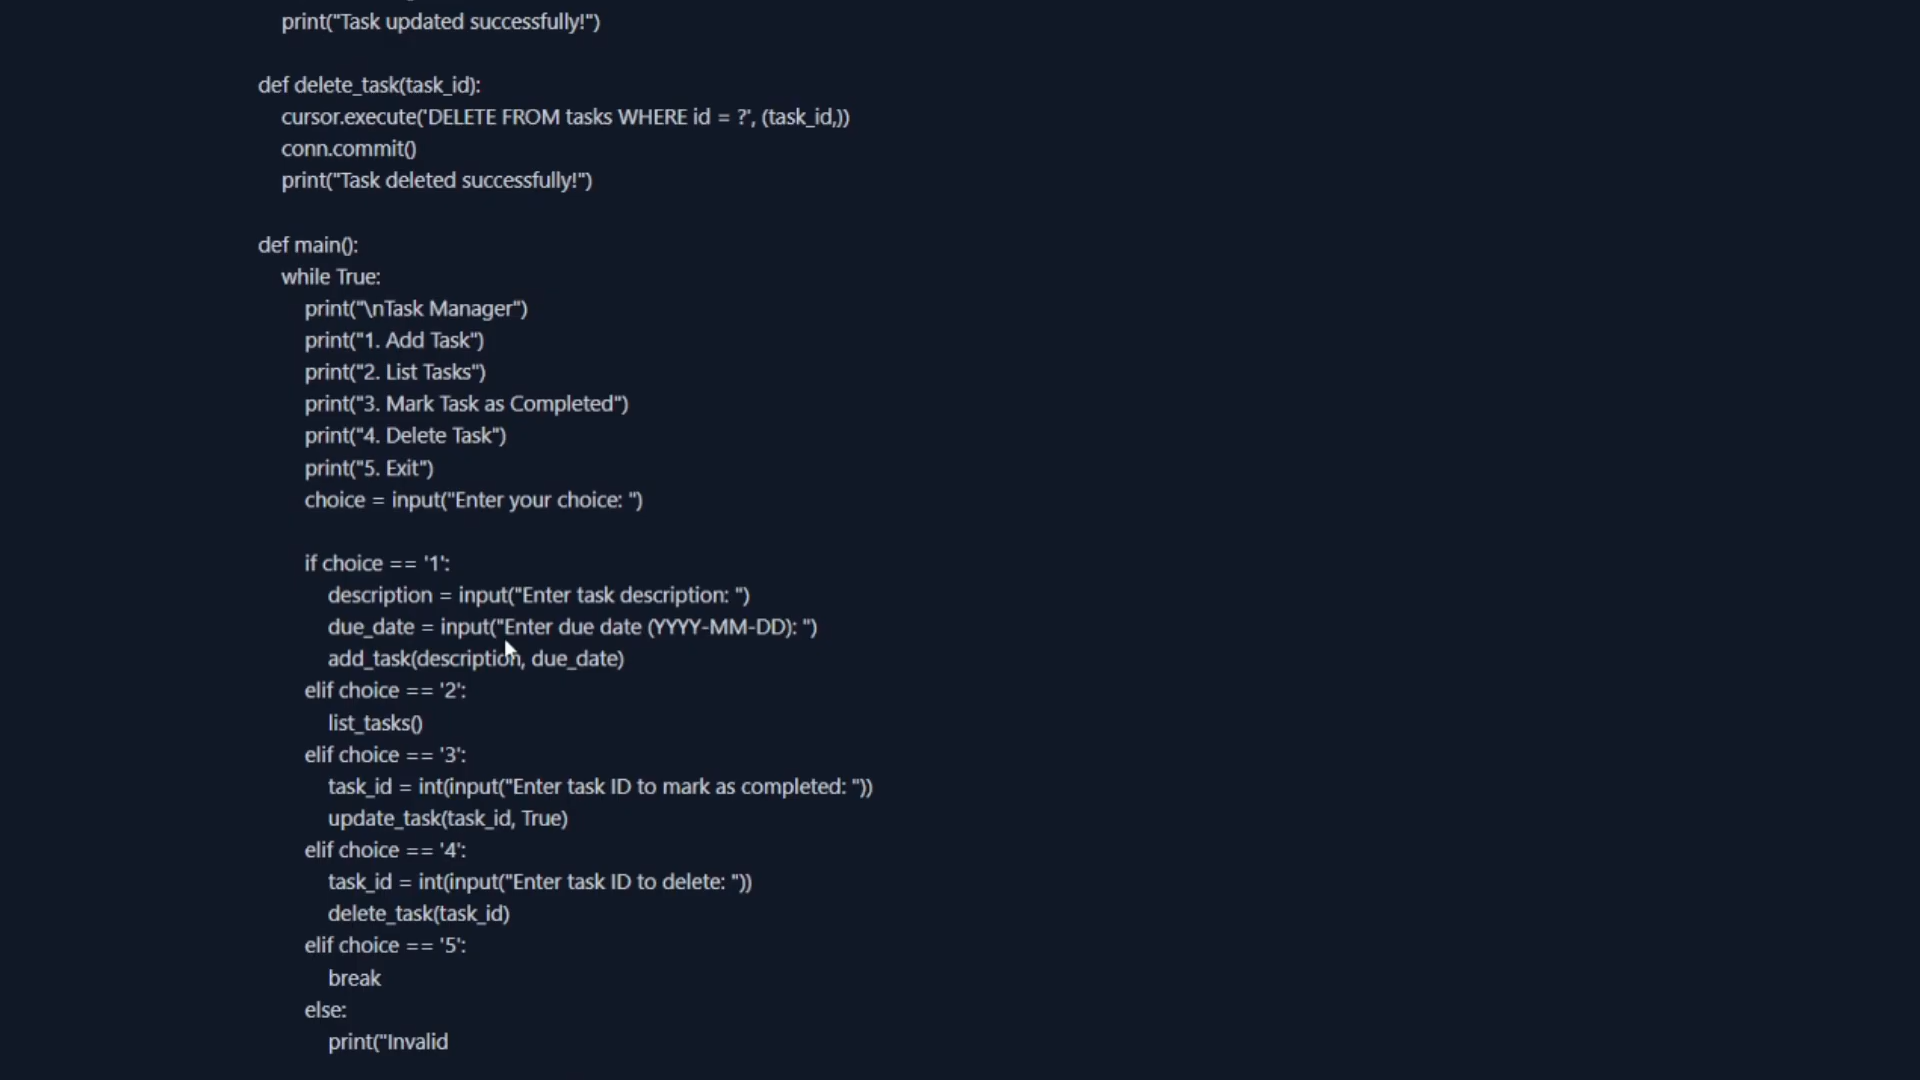 print("Task updated successfully!")
def delete_task(task_id):
cursor.execute('DELETE FROM tasks WHERE id = ?', (task_id,))
conn.commit()
print("Task deleted successfully!")
def main():
while True:
print("\nTask Manager")
print("1. Add Task")
print("2. List Tasks")
print("3. Mark Task as Completed")
print("4. Delete Task")
print("5. Exit")
choice = input("Enter your choice: ")
if choice == '1':
description = input("Enter task description: ")
due_date = input("Enter due date (YYYY-MM-DD): ")
add_task(description, due_date)
elif choice == '2':
list_tasks()
elif choice == '3':
task_id = int(input("Enter task ID to mark as completed: "))
update_task(task_id, True)
elif choice == '4':
task_id = int(input("Enter task ID to delete: "))
delete_task(task_id)
elif choice == '5':
break
else:
print("Invalid